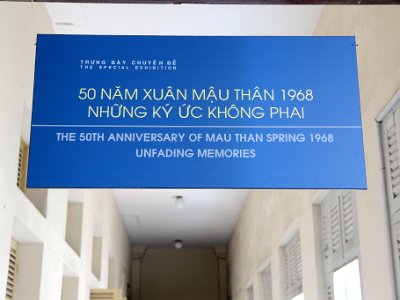 TRƯNG BÀY CHUYÊN ĐỀ
THE SPECIAL EXHIBITION
50 NĂM XUÂN MẬU THÂN 1968
NHỮNG KÝ ỨC KHÔNG PHAI
THE 50TH ANNIVERSARY OF MAU THAN SPRING 1968
UNFADING MEMORIES